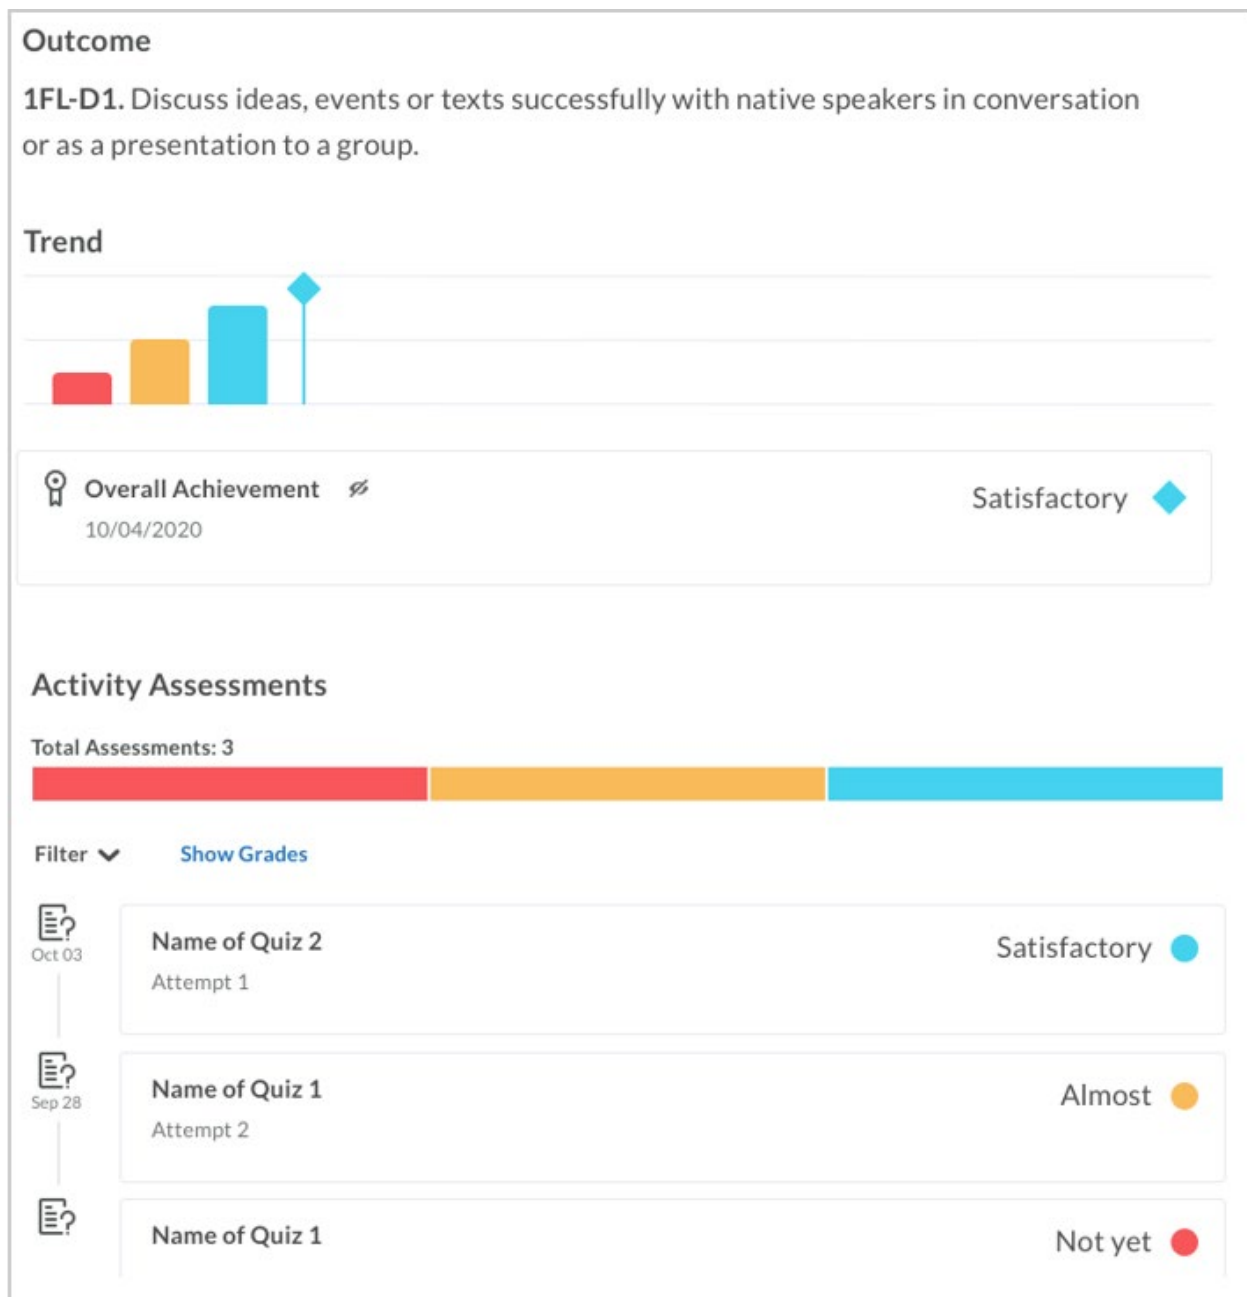 Outcome
1FL-D1. Discuss ideas, events or texts successfully with native speakers in conversation
or as a presentation to a group.
Trend
Overall Achievement
Satisfactory
10/04/2020
Activity Assessments
Total Assessments: 3
Filter
Show Grades
Oct 03
Name of Quiz 2
Satisfactory
Attempt 1
Sep 28
Name of Quiz 1
Almost
Attempt 2
Name of Quiz 1
Not yet